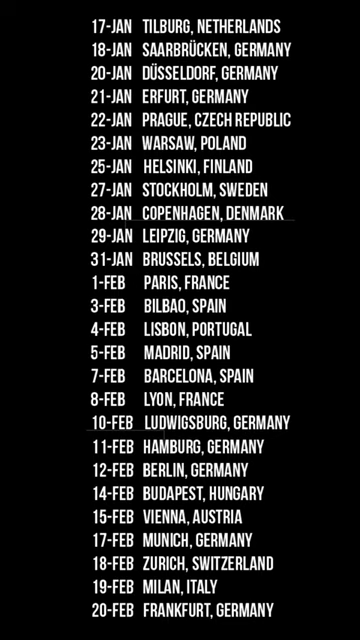 17-JAN TILBURG, NETHERLANDS
18-JAN SAARBRÜCKEN, GERMANY
20-JAN DÜSSELDORF, GERMANY
21-JAN ERFURT, GERMANY
22-JAN PRAGUE, CZECH REPUBLIC
23-JAN WARSAW, POLAND
25-JAN HELSINKI, FINLAND
27-JAN STOCKHOLM, SWEDEN
28-JAN COPENHAGEN, DENMARK
29-JAN LEIPZIG, GERMANY
31-JAN BRUSSELS, BELGIUM
1-FEB PARIS, FRANCE
3-FEB BILBAO, SPAIN
4-FEB LISBON, PORTUGAL
5-FEB MADRID, SPAIN
7-FEB BARCELONA, SPAIN
8-FEB LYON, FRANCE
10-FEB LUDWIGSBURG, GERMANY
11-FEB HAMBURG, GERMANY
12-FEB BERLIN, GERMANY
14-FEB BUDAPEST, HUNGARY
15-FEB VIENNA, AUSTRIA
17-FEB MUNICH, GERMANY
18-FEB ZURICH, SWITZERLAND
19-FEB MILAN, ITALY
20-FEB FRANKFURT, GERMANY